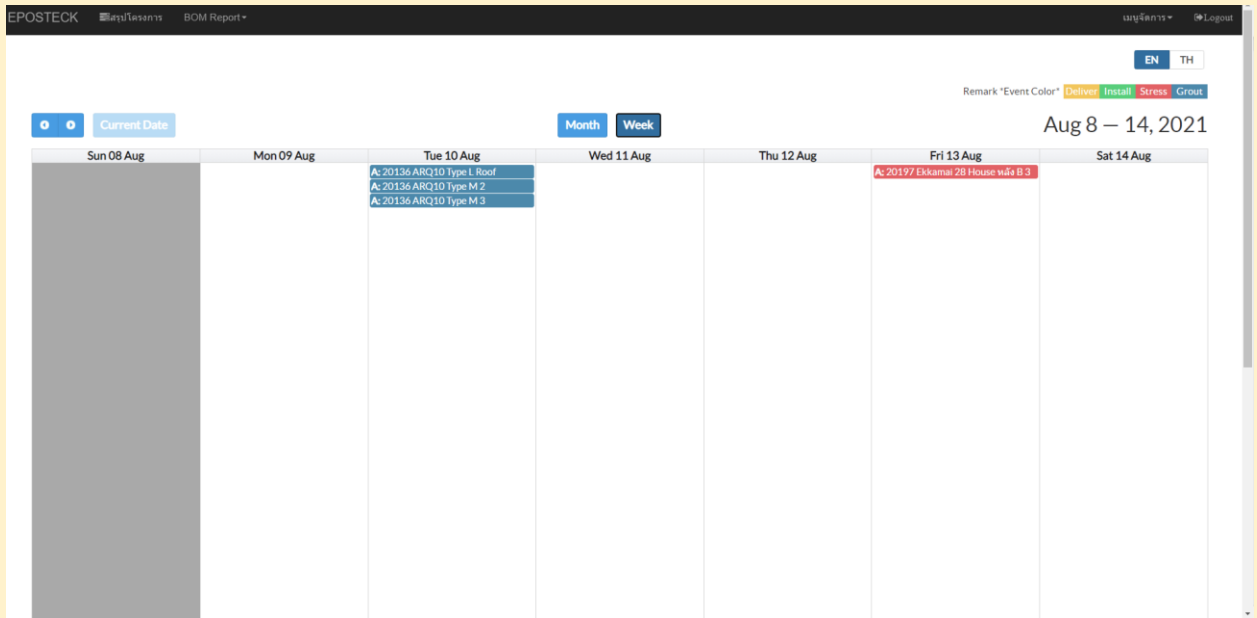 EPOSTECK สรุปโครงการ BOM Report เมนูจัดการ Logout
EN TH
Remark *Event Color* Deliver Install Stress Grout
Current Date Month Week Aug 8 — 14, 2021
Sun 08 Aug Mon 09 Aug Tue 10 Aug Wed 11 Aug Thu 12 Aug Fri 13 Aug Sat 14 Aug
A: 20136 ARQ10 Type L Roof A: 20197 Ekkamai 28 House หลัง B 3
A: 20136 ARQ10 Type M 2
A: 20136 ARQ10 Type M 3